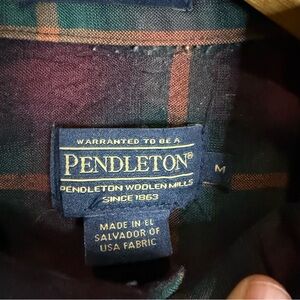 WARRANTED TO BE A
PENDLETON®
M
PENDLETON WOOLEN MILLS
SINCE 1863
MADE IN EL
SALVADOR OF
USA FABRIC